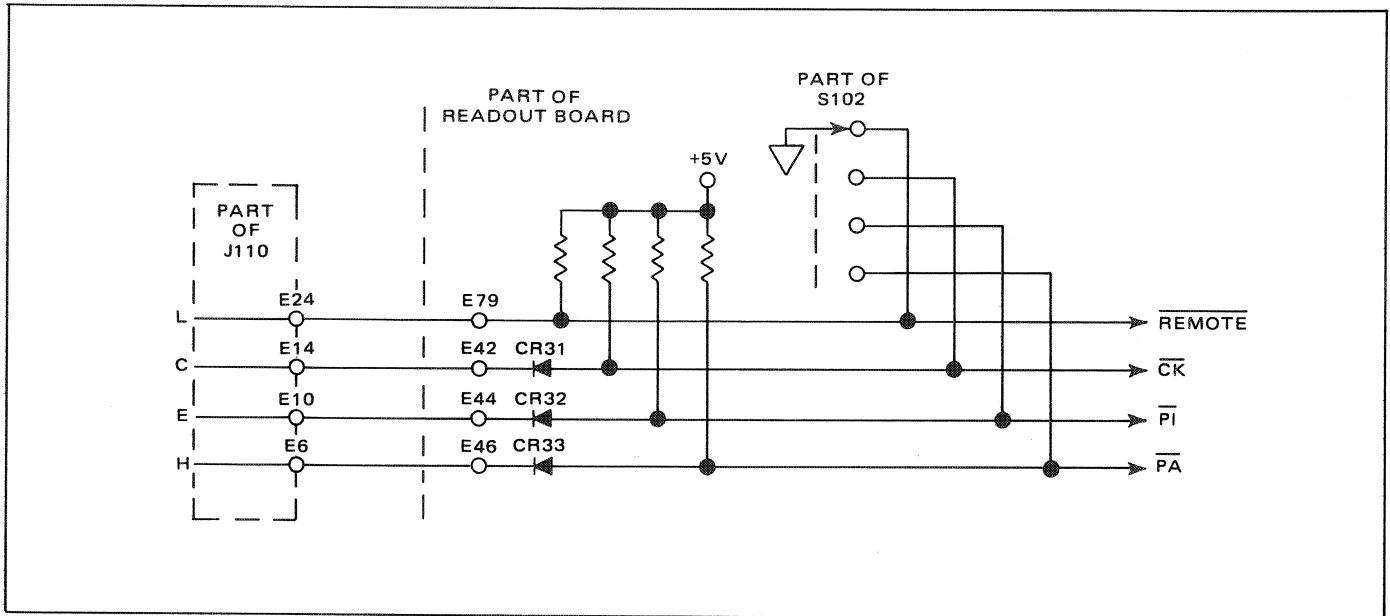 PART OF
S102
PART OF
READOUT BOARD
+5V
PART
OF
J110
L
E24
E79
REMOTE
C
E14
E42
CR31
CK
E
E10
E44
CR32
PI
H
E6
E46
CR33
PA